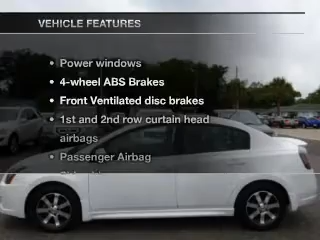 VEHICLE FEATURES
• Power windows
• 4-wheel ABS Brakes
• Front Ventilated disc brakes
• 1st and 2nd row curtain head
airbags
• Passenger Airbag